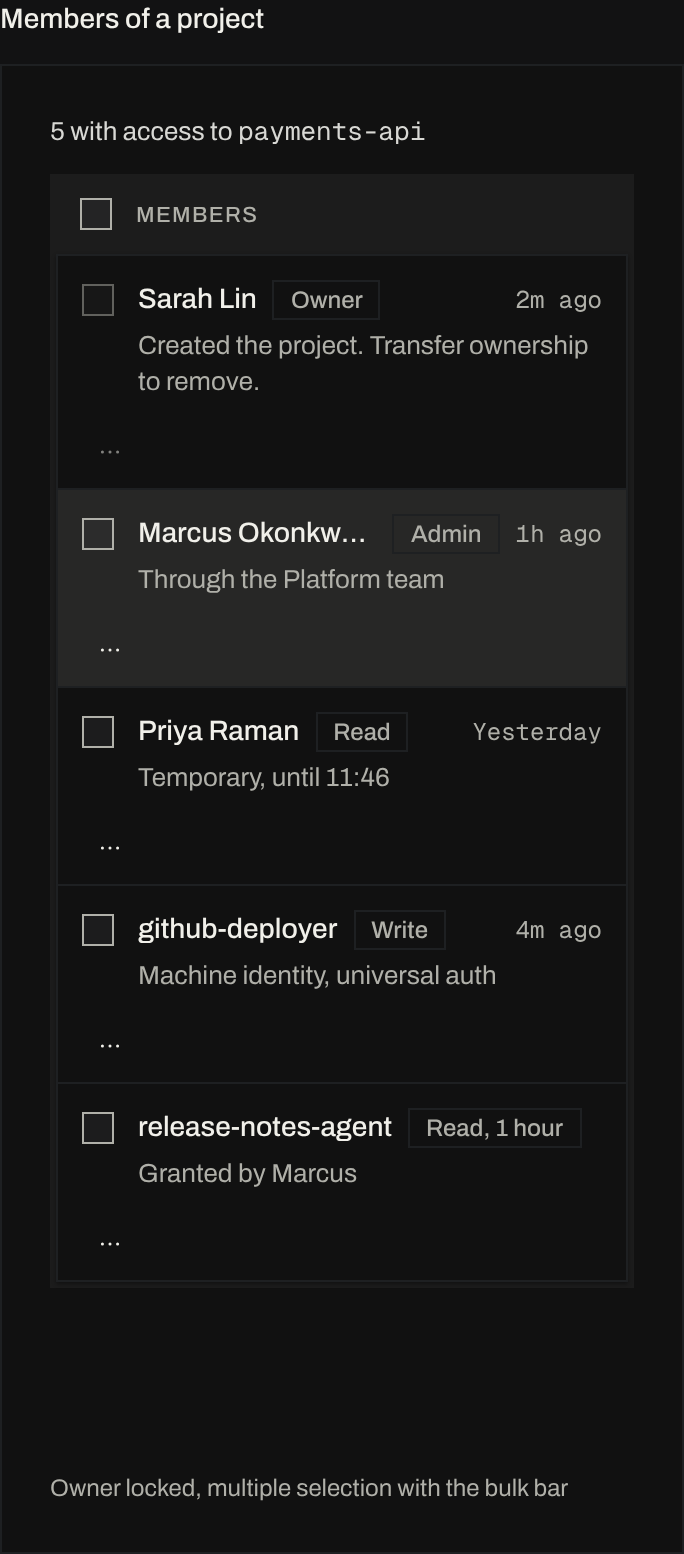 Members of a project
5 with access to payments-api
MEMBERS
Sarah Lin Owner 2m ago
Created the project. Transfer ownership
to remove.
...
Marcus Okonkw... Admin 1h ago
Through the Platform team
...
Priya Raman Read Yesterday
Temporary, until 11:46
...
github-deployer Write 4m ago
Machine identity, universal auth
...
release-notes-agent Read, 1 hour
Granted by Marcus
...
Owner locked, multiple selection with the bulk bar